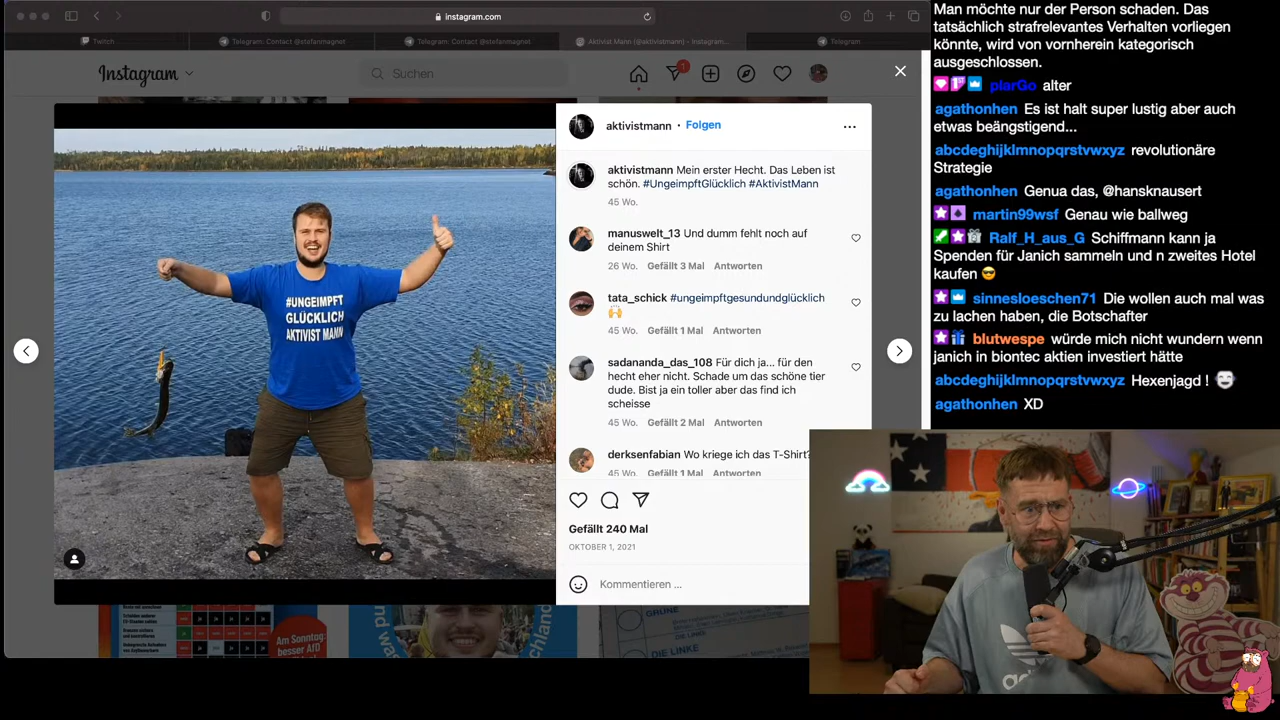 instagram.com
Twitch
Telegram: Contact @stefanmagnet
Telegram: Contact @stefanmagnet
Aktivist Mann (@aktivistmann) • Instagram...
Telegram
Instagram
Suchen
1
aktivistmann • Folgen
aktivistmann Mein erster Hecht. Das Leben ist
schön. #UngeimpftGlücklich #AktivistMann
45 Wo.
manuswelt_13 Und dumm fehlt noch auf
deinem Shirt
26 Wo. Gefällt 3 Mal Antworten
tata_schick #ungeimpftgesundundglücklich
🙌
45 Wo. Gefällt 1 Mal Antworten
sadananda_das_108 Für dich ja... für den
hecht eher nicht. Schade um das schöne tier
dude. Bist ja ein toller aber das find ich
scheisse
45 Wo. Gefällt 2 Mal Antworten
derksenfabian Wo kriege ich das T-Shirt?
45 Wo. Gefällt 1 Mal Antworten
Gefällt 240 Mal
OKTOBER 1, 2021
Kommentieren ...
#UNGEIMPFT
GLÜCKLICH
AKTIVIST MANN
Am Sonntag:
besser AfD
GRÜNE
DIE LINKE
Man möchte nur der Person schaden. Das
tatsächlich strafrelevantes Verhalten vorliegen
könnte, wird von vornherein kategorisch
ausgeschlossen.
plarGo alter
agathonhen Es ist halt super lustig aber auch
etwas beängstigend...
abcdeghijklmnopqrstvwxyz revolutionäre
Strategie
agathonhen Genua das, @hansknausert
martin99wsf Genau wie ballweg
Ralf_H_aus_G Schiffmann kann ja
Spenden für Janich sammeln und n zweites Hotel
kaufen 😎
sinnesloeschen71 Die wollen auch mal was
zu lachen haben, die Botschafter
blutwespe würde mich nicht wundern wenn
janich in biontec aktien investiert hätte
abcdeghijklmnopqrstvwxyz Hexenjagd !
agathonhen XD
adidas